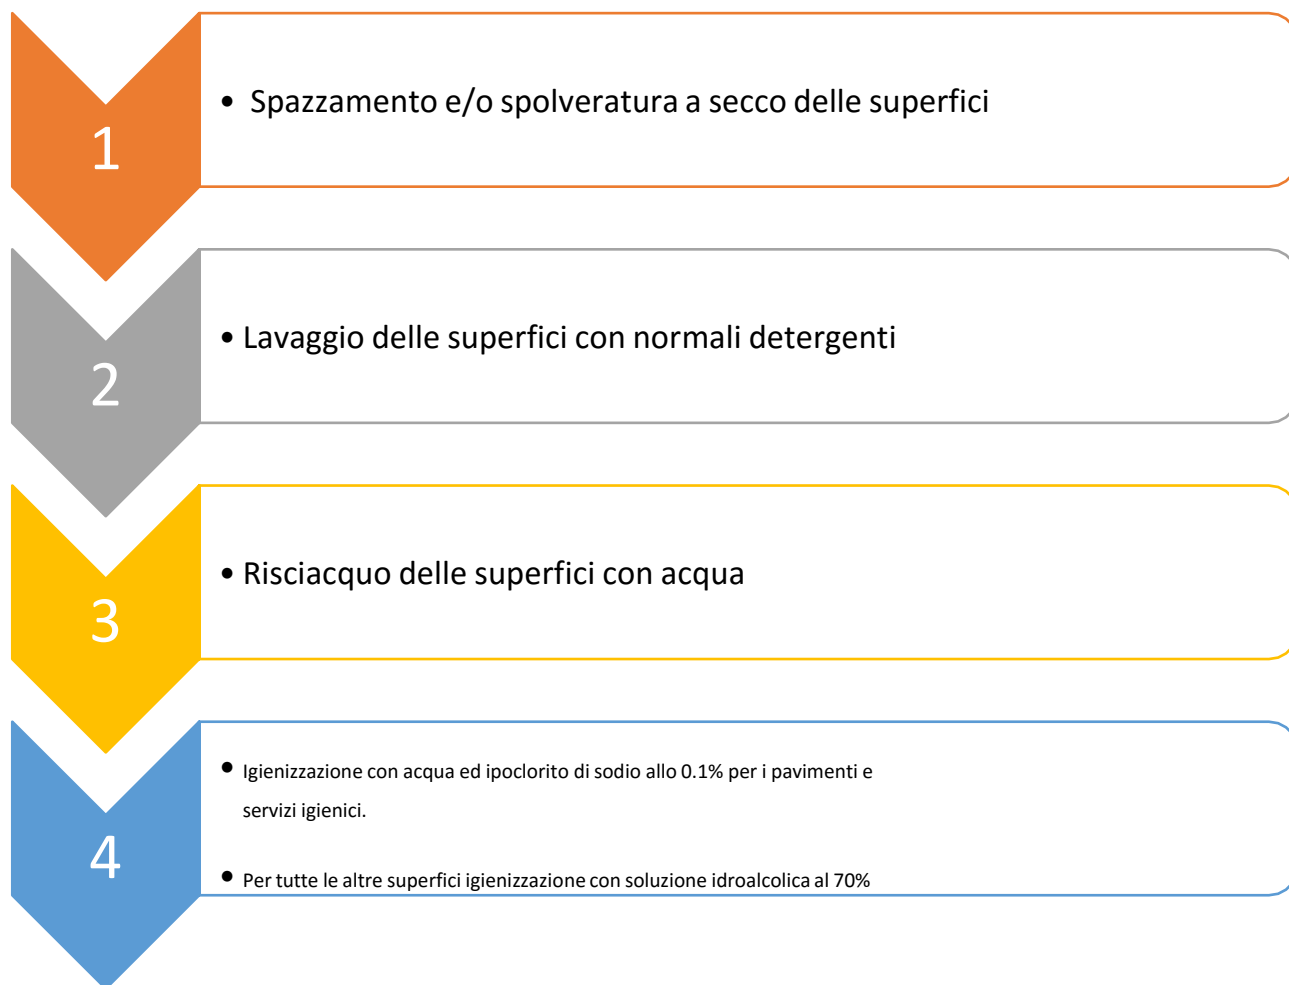 1
• Spazzamento e/o spolveratura a secco delle superfici
2
• Lavaggio delle superfici con normali detergenti
3
• Risciacquo delle superfici con acqua
4
• Igienizzazione con acqua ed ipoclorito di sodio allo 0.1% per i pavimenti e
servizi igienici.
• Per tutte le altre superfici igienizzazione con soluzione idroalcolica al 70%